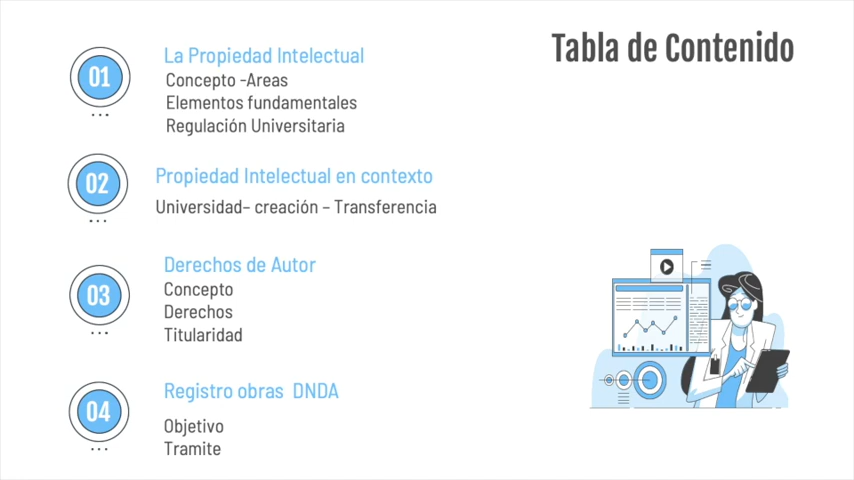 Tabla de Contenido
01
La Propiedad Intelectual
Concepto -Areas
Elementos fundamentales
Regulación Universitaria
02
Propiedad Intelectual en contexto
Universidad– creación – Transferencia
03
Derechos de Autor
Concepto
Derechos
Titularidad
04
Registro obras DNDA
Objetivo
Tramite